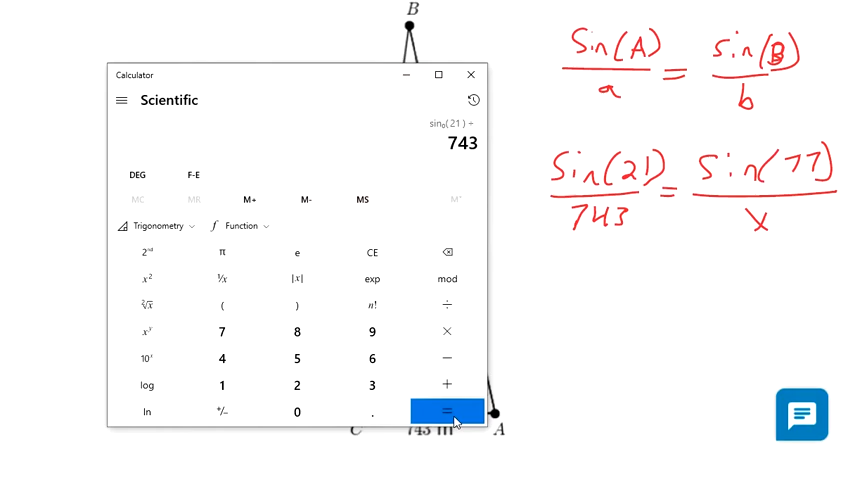 B
Sin(A) / a = sin(B) / b
Calculator
Scientific
sin₀(21) ÷
743
Sin(21) / 743 = Sin(77) / x
DEG F-E
MC MR M+ M- MS M˅
Trigonometry f Function
2ⁿᵈ π e CE
x² ¹/x |x| exp mod
²√x ( ) n! ÷
xʸ 7 8 9 ×
10ˣ 4 5 6 −
log 1 2 3 +
ln +/− 0 . =
C 743 m A